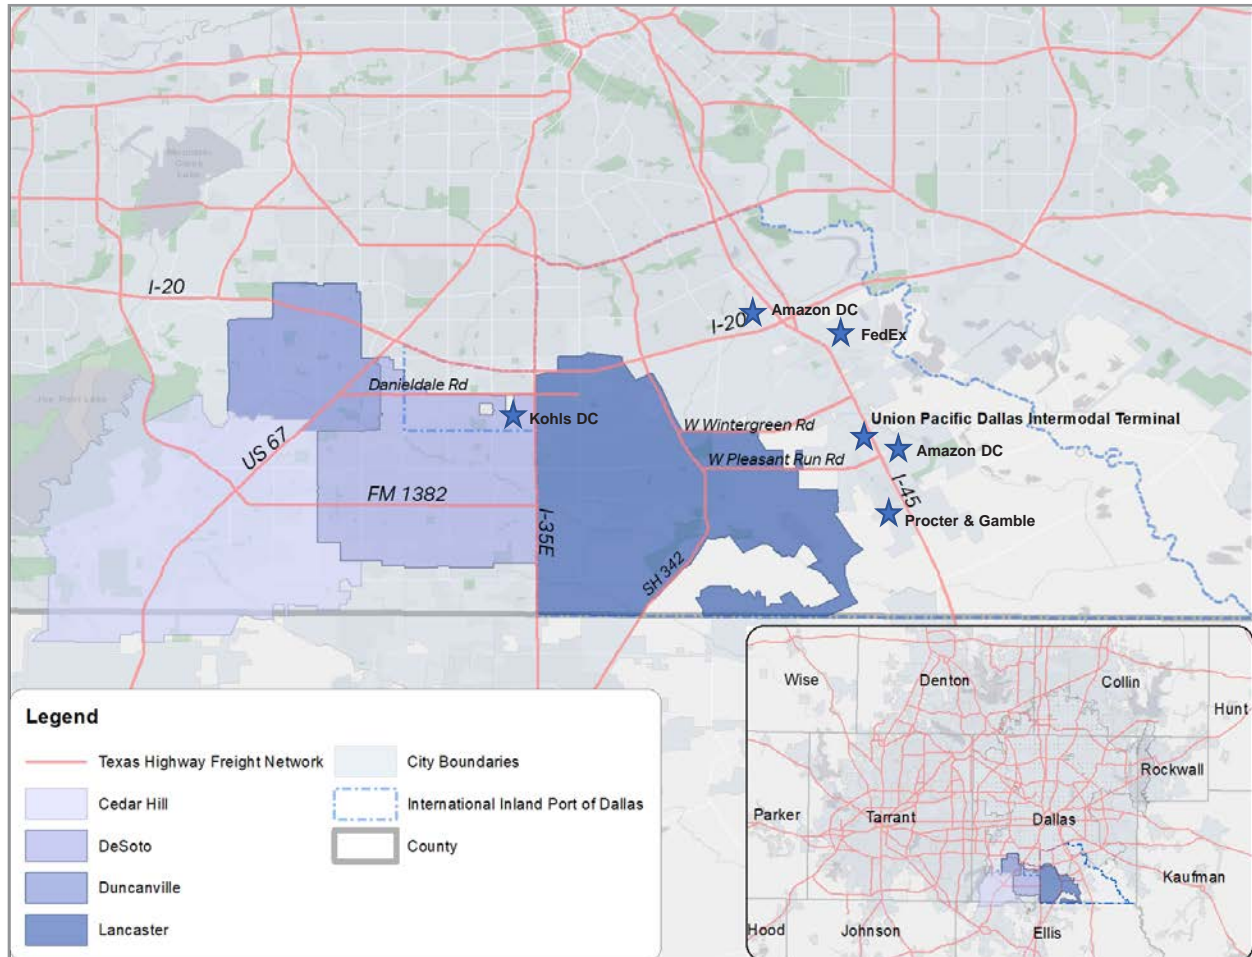 I-20
I-20
Amazon DC
FedEx
Danieldale Rd
Kohls DC
US 67
W Wintergreen Rd
Union Pacific Dallas Intermodal Terminal
Amazon DC
W Pleasant Run Rd
FM 1382
I-45
I-35E
Procter & Gamble
SH 342
Legend
Texas Highway Freight Network
Cedar Hill
DeSoto
Duncanville
Lancaster
City Boundaries
International Inland Port of Dallas
County
Wise
Denton
Collin
Hunt
Rockwall
Parker
Tarrant
Dallas
Kaufman
Hood
Johnson
Ellis